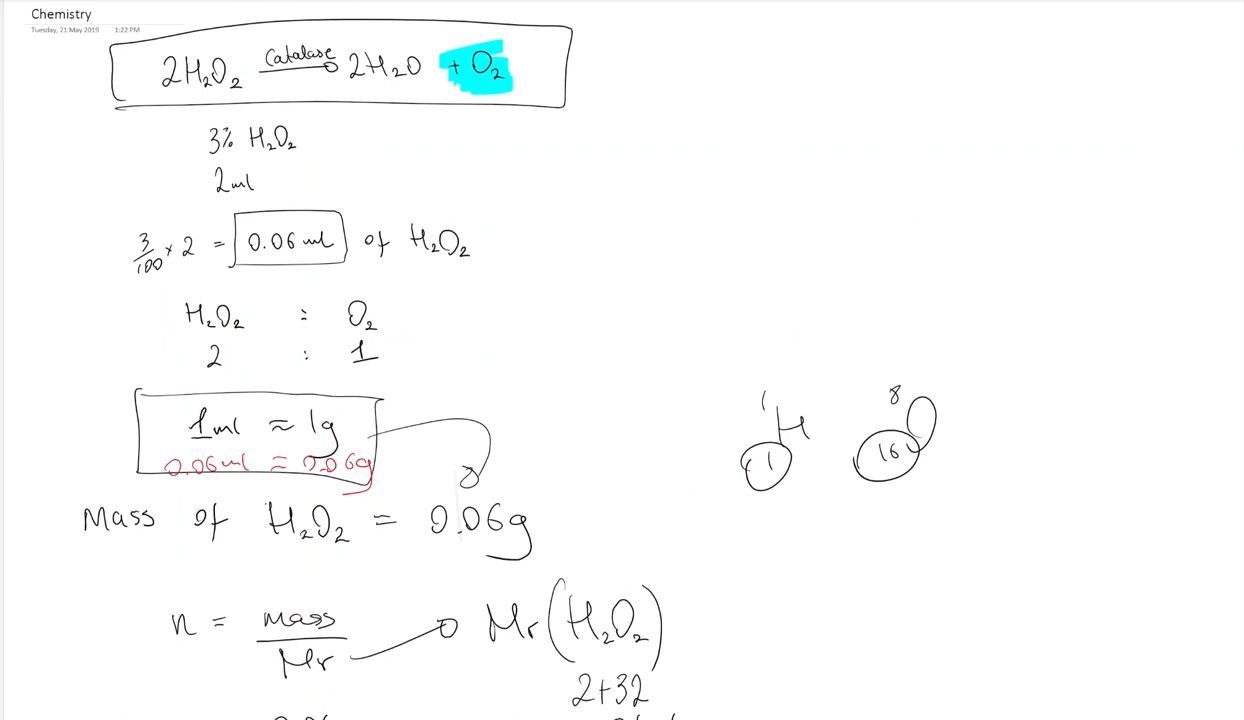 Chemistry
Tuesday, 21 May 2019 1:22 PM
2H₂O₂ Catalase → 2H₂O + O₂
3% H₂O₂
2ml
3/100 × 2 = 0.06 ml of H₂O₂
H₂O₂ : O₂
2 : 1
1ml ≈ 1g
0.06ml ≈ 0.06g
1 H 1
8 O 16
Mass of H₂O₂ = 0.06g
n = mass/Mr → Mr(H₂O₂)
2+32